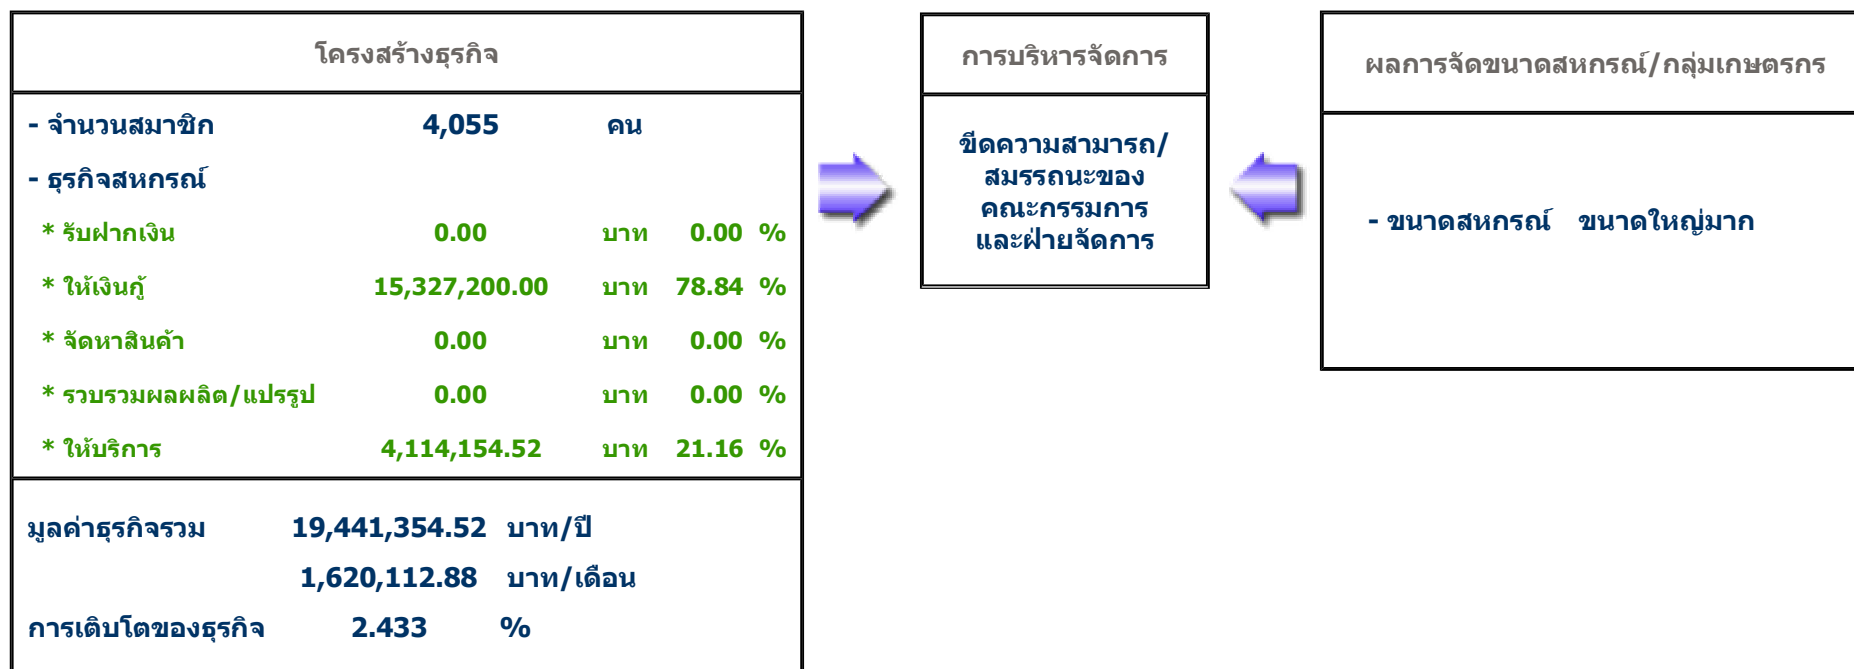 โครงสร้างธุรกิจ
- จำนวนสมาชิก 4,055 คน
- ธุรกิจสหกรณ์
* รับฝากเงิน 0.00 บาท 0.00 %
* ให้เงินกู้ 15,327,200.00 บาท 78.84 %
* จัดหาสินค้า 0.00 บาท 0.00 %
* รวบรวมผลผลิต/แปรรูป 0.00 บาท 0.00 %
* ให้บริการ 4,114,154.52 บาท 21.16 %
มูลค่าธุรกิจรวม 19,441,354.52 บาท/ปี
1,620,112.88 บาท/เดือน
การเติบโตของธุรกิจ 2.433 %
การบริหารจัดการ
ขีดความสามารถ/
สมรรถนะของ
คณะกรรมการ
และฝ่ายจัดการ
ผลการจัดขนาดสหกรณ์/กลุ่มเกษตรกร
- ขนาดสหกรณ์ ขนาดใหญ่มาก